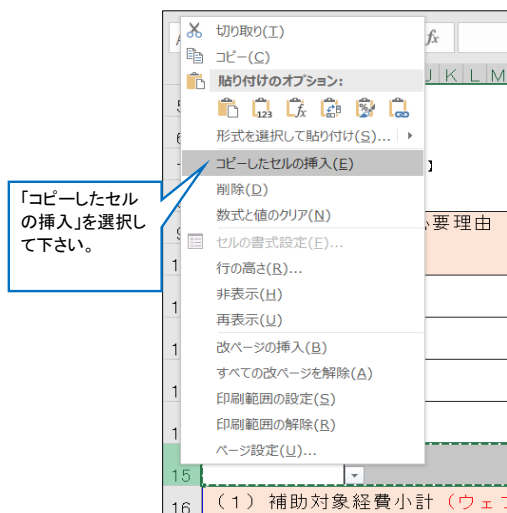 切り取り(T)
コピー(C)
fx
貼り付けのオプション:
J K L M
123
fx
%
形式を選択して貼り付け(S)...
コピーしたセルの挿入(E)
】
削除(D)
「コピーしたセル
の挿入」を選択し
て下さい。
数式と値のクリア(N)
要理由
セルの書式設定(F)...
行の高さ(R)...
非表示(H)
再表示(U)
改ページの挿入(B)
すべての改ページを解除(A)
印刷範囲の設定(S)
印刷範囲の解除(R)
ページ設定(U)...
15
16
(1) 補助対象経費小計 (ウェブ